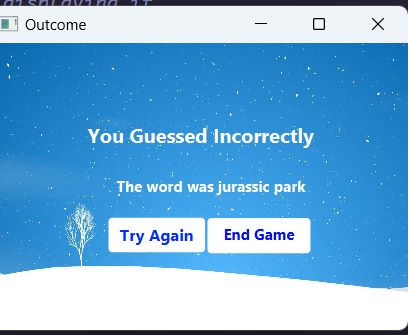 Outcome
You Guessed Incorrectly
The word was jurassic park
Try Again
End Game